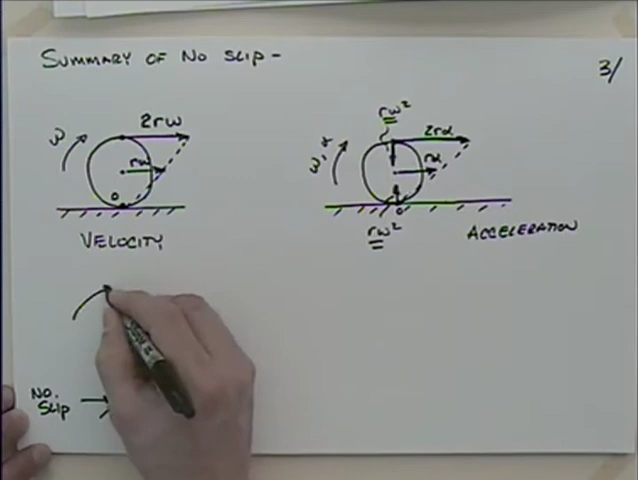 SUMMARY OF NO SLIP -
3/
2rω
rω
ω
O
VELOCITY
rω²
2rα
rα
ω, α
O
rω²
ACCELERATION
NO.
SLIP